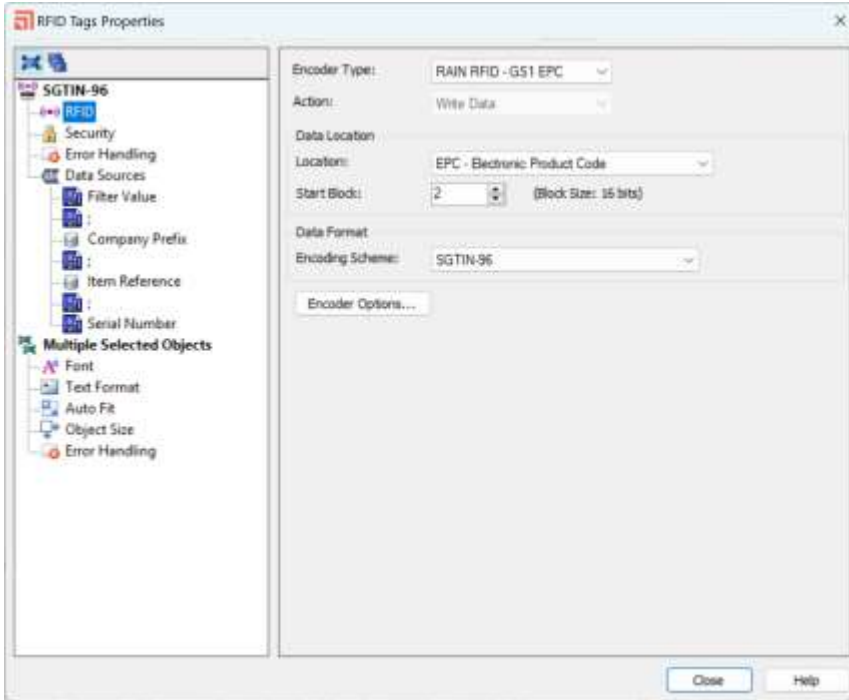 RFID Tags Properties
SGTIN-96
RFID
Security
Error Handling
Data Sources
Filter Value
:
Company Prefix
:
Item Reference
:
Serial Number
Multiple Selected Objects
Font
Text Format
Auto Fit
Object Size
Error Handling
Encoder Type: RAIN RFID - GS1 EPC
Action: Write Data
Data Location
Location: EPC - Electronic Product Code
Start Block: 2 (Block Size: 16 bits)
Data Format
Encoding Scheme: SGTIN-96
Encoder Options...
Close Help